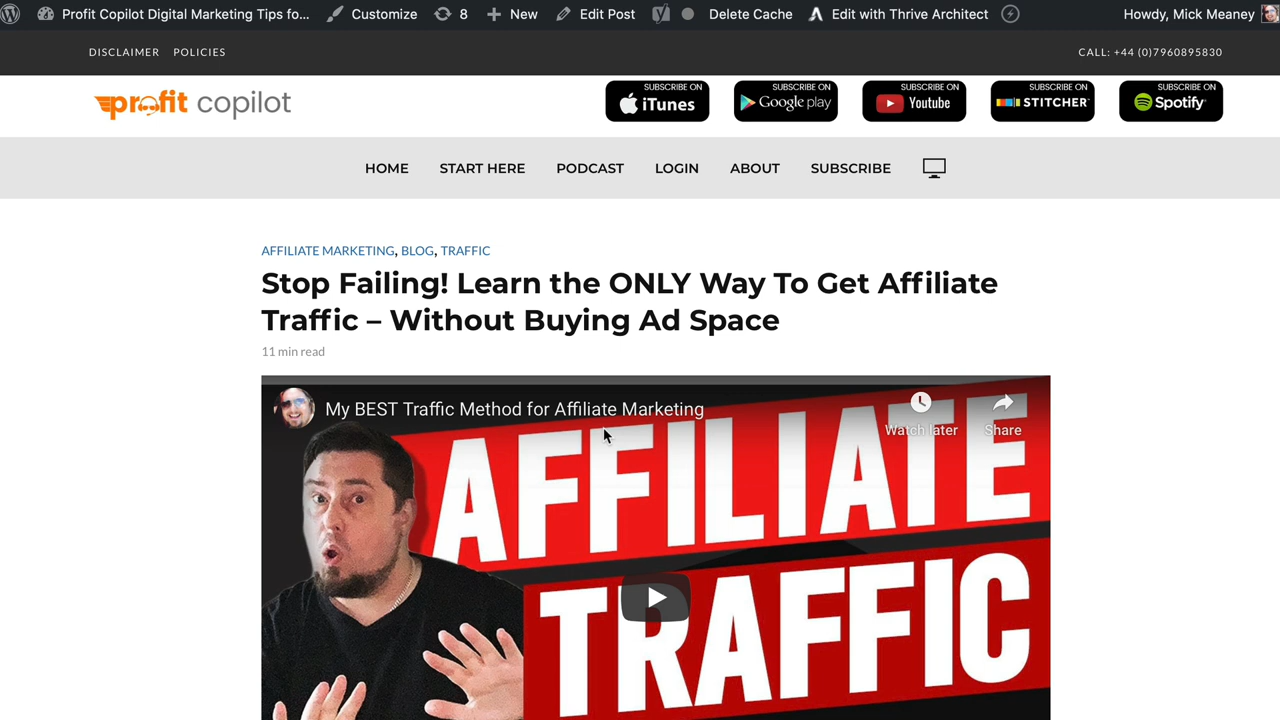 Profit Copilot Digital Marketing Tips fo... Customize 8 New Edit Post Delete Cache Edit with Thrive Architect Howdy, Mick Meaney
DISCLAIMER POLICIES CALL: +44 (0)7960895830
profit copilot
SUBSCRIBE ON iTunes
SUBSCRIBE ON Google play
SUBSCRIBE ON Youtube
SUBSCRIBE ON STITCHER
SUBSCRIBE ON Spotify
HOME START HERE PODCAST LOGIN ABOUT SUBSCRIBE
AFFILIATE MARKETING, BLOG, TRAFFIC
Stop Failing! Learn the ONLY Way To Get Affiliate
Traffic – Without Buying Ad Space
11 min read
My BEST Traffic Method for Affiliate Marketing
Watch later Share
AFFILIATE
TRAFFIC